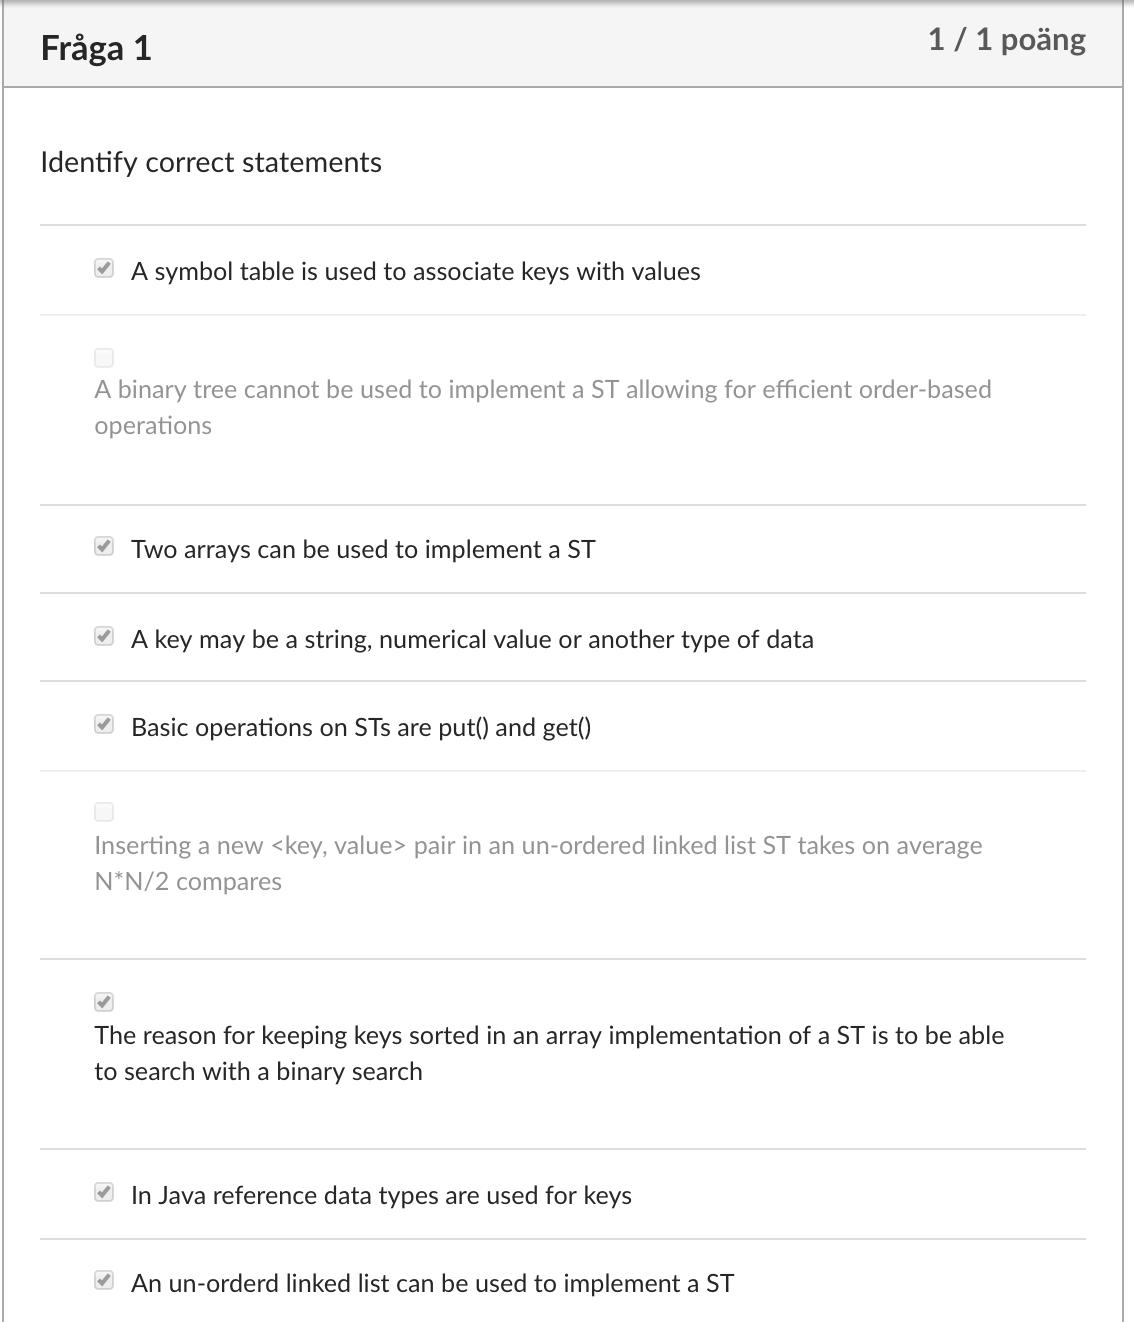 Fråga 1
1 / 1 poäng
Identify correct statements
A symbol table is used to associate keys with values
A binary tree cannot be used to implement a ST allowing for efficient order-based
operations
Two arrays can be used to implement a ST
A key may be a string, numerical value or another type of data
Basic operations on STs are put() and get()
Inserting a new <key, value> pair in an un-ordered linked list ST takes on average
N*N/2 compares
The reason for keeping keys sorted in an array implementation of a ST is to be able
to search with a binary search
In Java reference data types are used for keys
An un-orderd linked list can be used to implement a ST